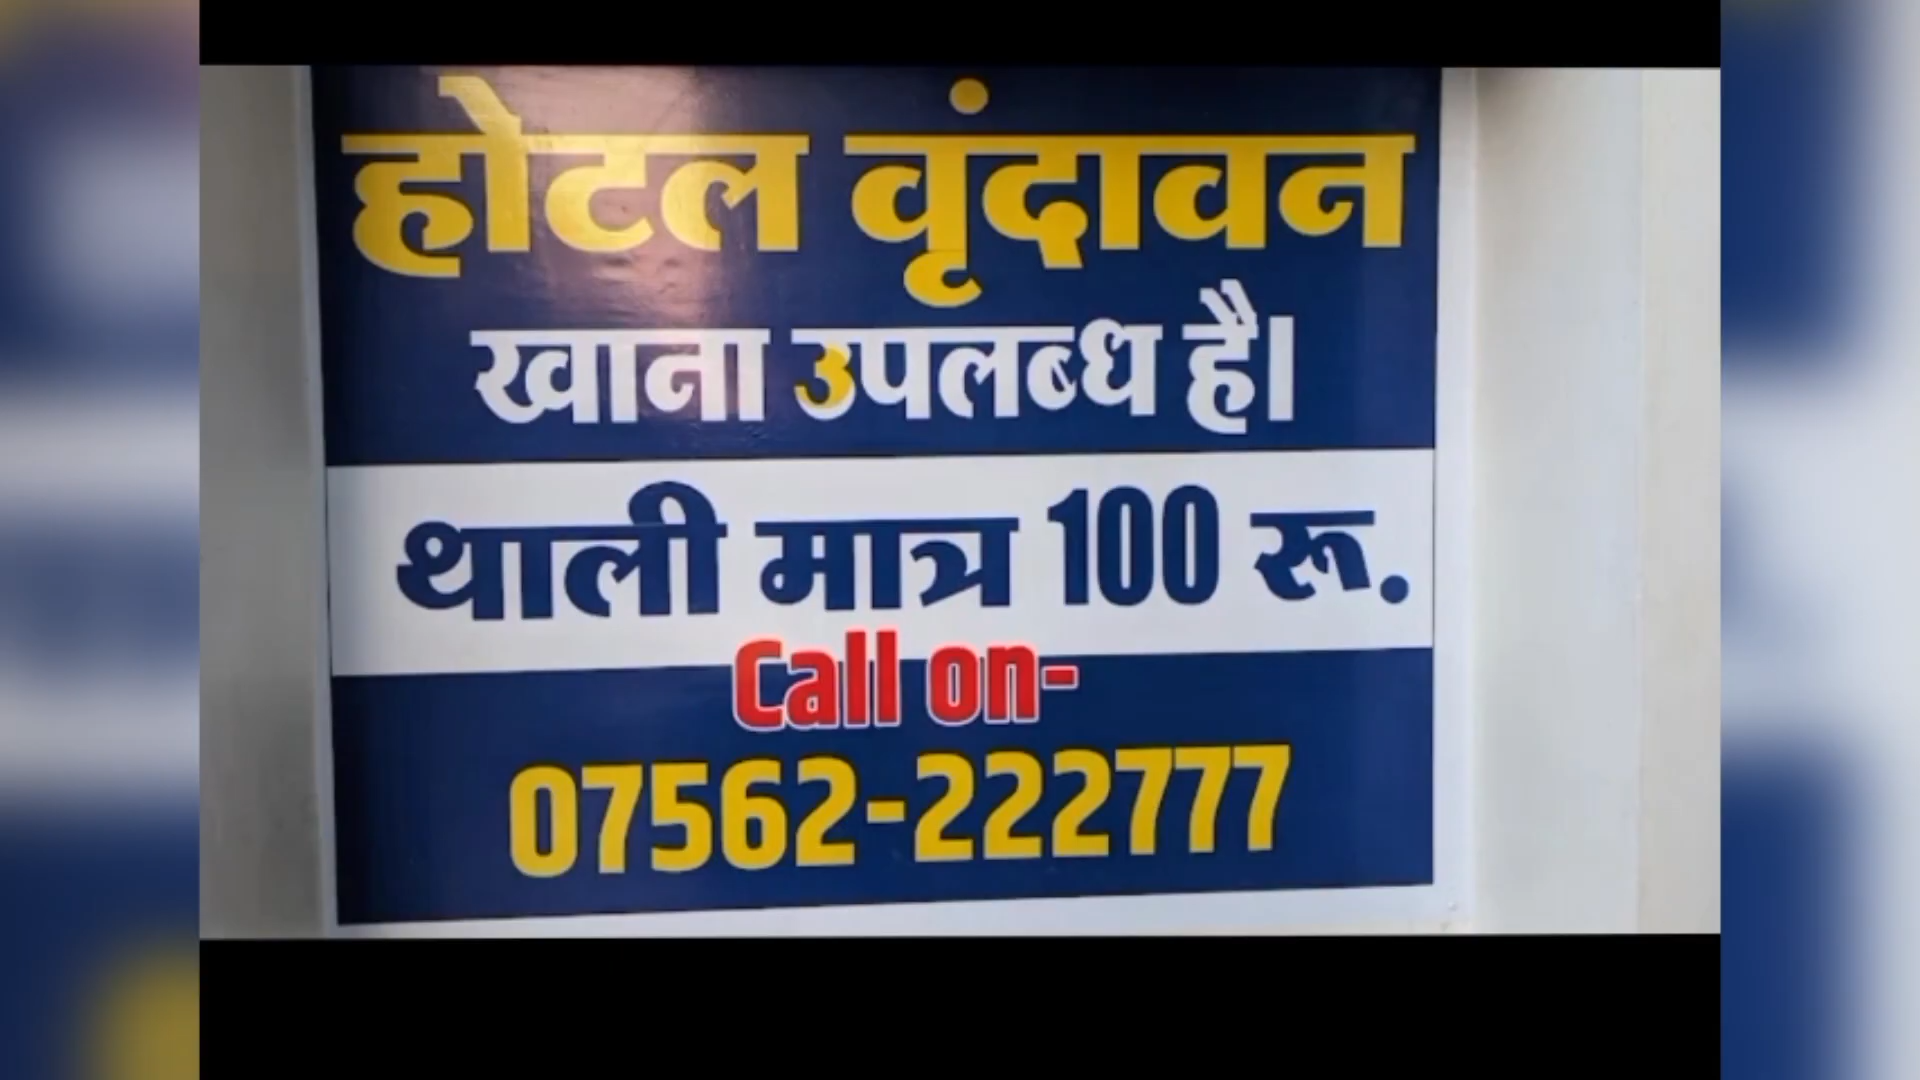 होटल वृंदावन
खाना उपलब्ध है।
थाली मात्र 100 रू.
Call on-
07562-222777